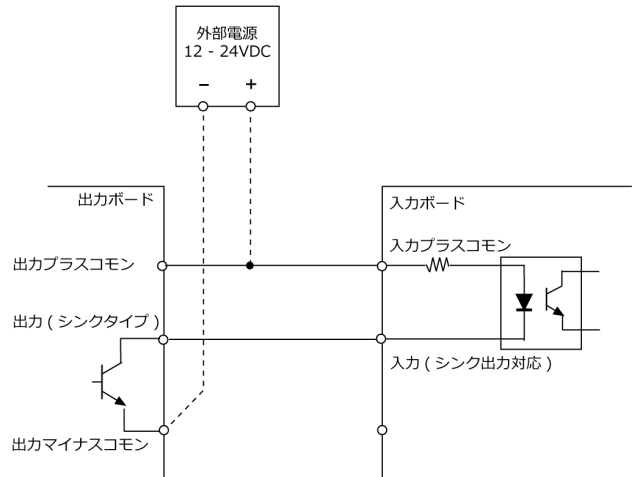 外部電源
12 - 24VDC
− +
出力ボード
入力ボード
入力プラスコモン
出力プラスコモン
出力 ( シンクタイプ )
入力 ( シンク出力対応 )
出力マイナスコモン